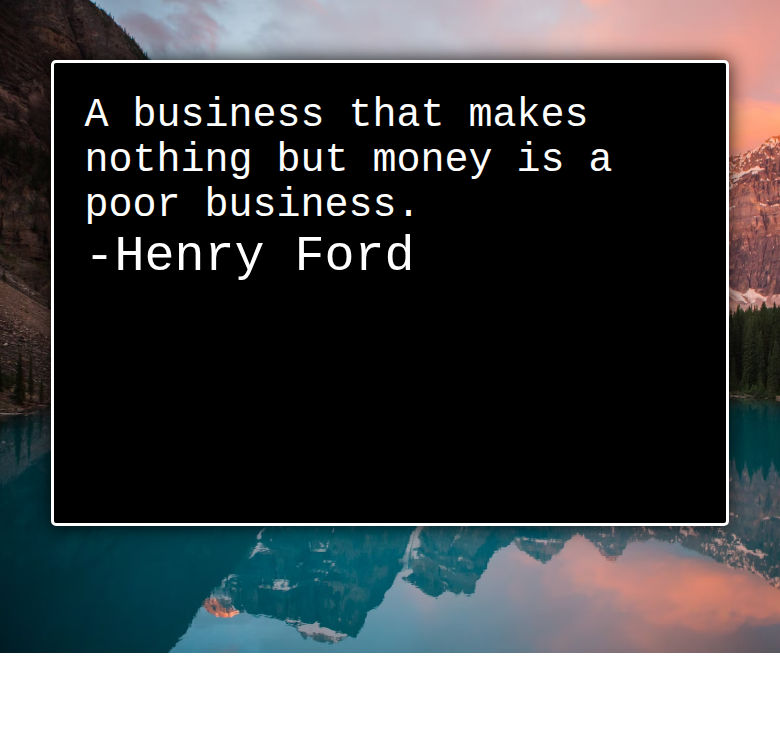 A business that makes
nothing but money is a
poor business.
-Henry Ford